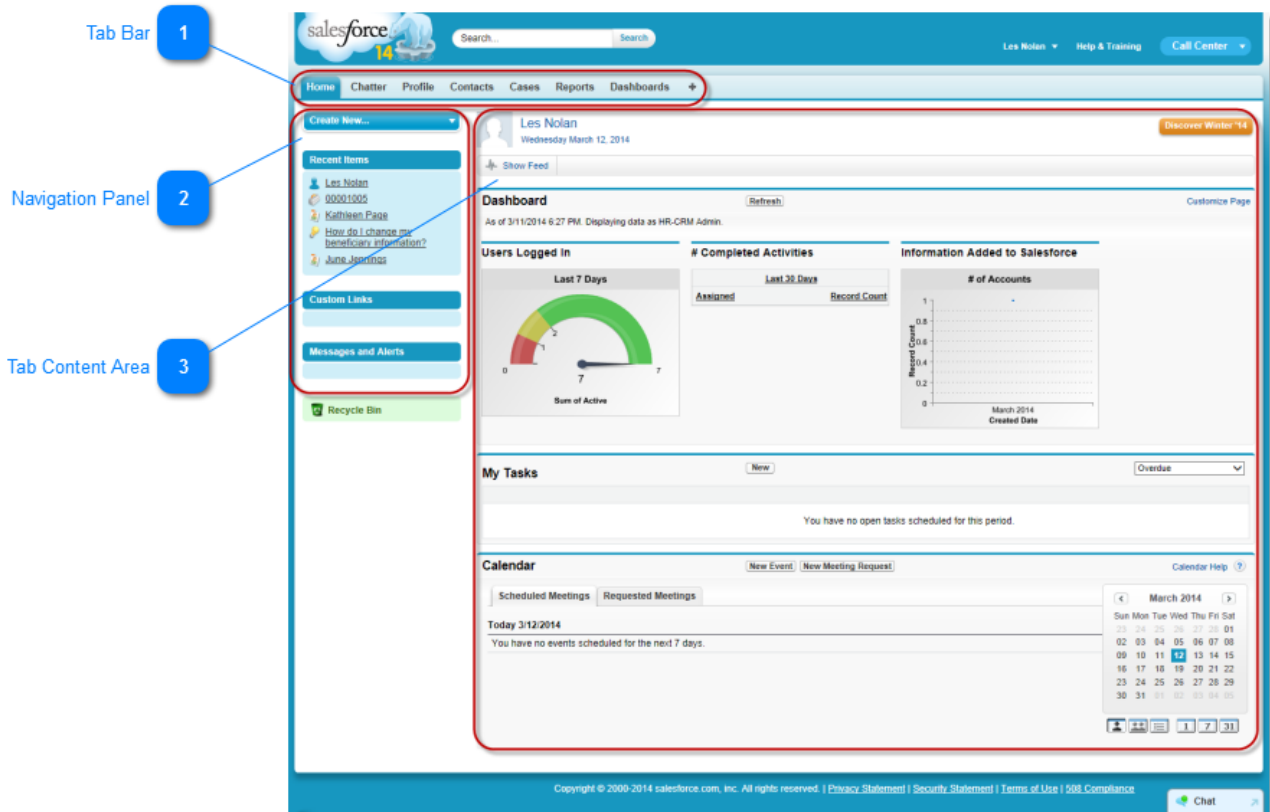 Tab Bar 1
salesforce
14
Search...
Search
Les Nolan
Help & Training
Call Center
Home Chatter Profile Contacts Cases Reports Dashboards +
Create New...
Recent Items
Les Nolan
00001005
Kathleen Page
How do I change my
beneficiary information?
June Jennings
Custom Links
Messages and Alerts
Recycle Bin
Navigation Panel 2
Tab Content Area 3
Les Nolan
Wednesday March 12, 2014
Discover Winter '14
Show Feed
Dashboard
Refresh
Customize Page
As of 3/11/2014 6:27 PM. Displaying data as HR-CRM Admin.
Users Logged In
Last 7 Days
0
1
2
7
7
Sum of Active
# Completed Activities
Last 30 Days
Assigned Record Count
Information Added to Salesforce
# of Accounts
Record Count
1
0.8
0.6
0.4
0.2
0
March 2014
Created Date
My Tasks
New
Overdue
You have no open tasks scheduled for this period.
Calendar
New Event New Meeting Request
Calendar Help ?
Scheduled Meetings Requested Meetings
Today 3/12/2014
You have no events scheduled for the next 7 days.
< March 2014 >
Sun Mon Tue Wed Thu Fri Sat
23 24 25 26 27 28 01
02 03 04 05 06 07 08
09 10 11 12 13 14 15
16 17 18 19 20 21 22
23 24 25 26 27 28 29
30 31 01 02 03 04 05
1 7 31
Copyright © 2000-2014 salesforce.com, inc. All rights reserved. | Privacy Statement | Security Statement | Terms of Use | 508 Compliance
Chat